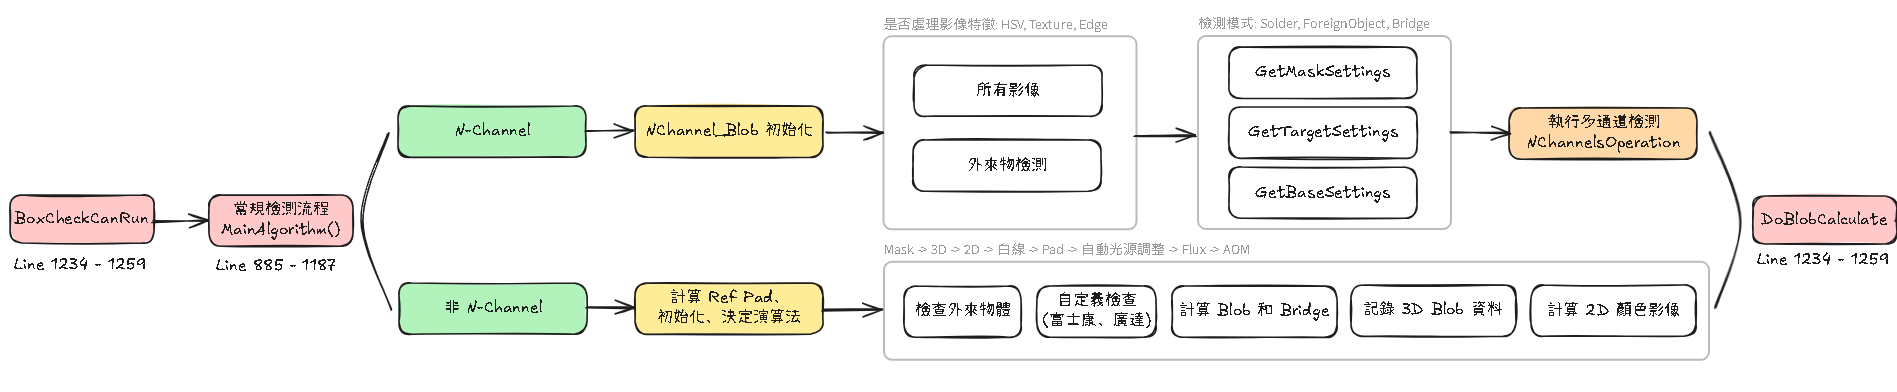 是否處理影像特徵: HSV, Texture, Edge
檢測模式: Solder, ForeignObject, Bridge
所有影像
外來物檢測
GetMaskSettings
GetTargetSettings
GetBaseSettings
N-Channel
NChannel_Blob 初始化
執行多通道檢測
NChannelsOperation
BoxCheckCanRun
Line 1234 - 1259
常規檢測流程
MainAlgorithm()
Line 885 - 1187
DoBlobCalculate
Line 1234 - 1259
Mask -> 3D -> 2D -> 白線 -> Pad -> 自動光源調整 -> Flux -> AOM
非 N-Channel
計算 Ref Pad、
初始化、決定演算法
檢查外來物體
自定義檢查
(富士康、廣達)
計算 Blob 和 Bridge
記錄 3D Blob 資料
計算 2D 顏色影像